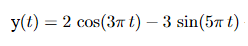 y(t) = 2 cos(3π t) − 3 sin(5π t)